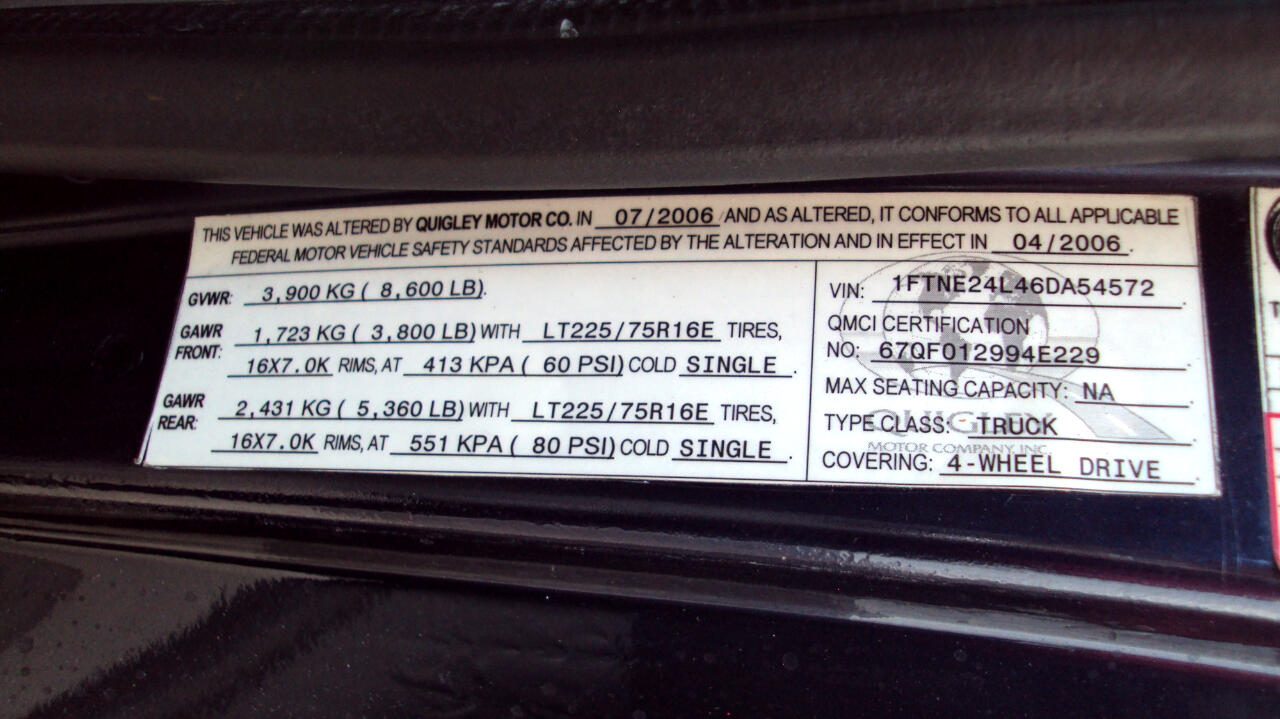 THIS VEHICLE WAS ALTERED BY QUIGLEY MOTOR CO. IN 07/2006 AND AS ALTERED, IT CONFORMS TO ALL APPLICABLE
FEDERAL MOTOR VEHICLE SAFETY STANDARDS AFFECTED BY THE ALTERATION AND IN EFFECT IN 04/2006.
GVWR: 3,900 KG ( 8,600 LB).
GAWR FRONT: 1,723 KG ( 3,800 LB) WITH LT225/75R16E TIRES,
16X7.0K RIMS, AT 413 KPA ( 60 PSI) COLD SINGLE.
GAWR REAR: 2,431 KG ( 5,360 LB) WITH LT225/75R16E TIRES,
16X7.0K RIMS, AT 551 KPA ( 80 PSI) COLD SINGLE.
VIN: 1FTNE24L46DA54572.
QMCI CERTIFICATION
NO: 67QF012994E229
MAX SEATING CAPACITY: NA
TYPE CLASS: TRUCK
COVERING: 4-WHEEL DRIVE.
QUIGLEY
MOTOR COMPANY, INC.